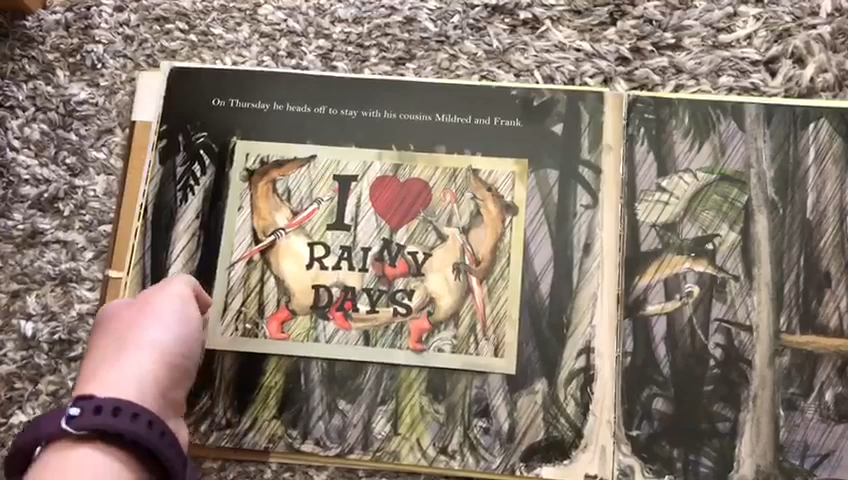 On Thursday he heads off to stay with his cousins Mildred and Frank.
I ❤
RAINY
DAYS